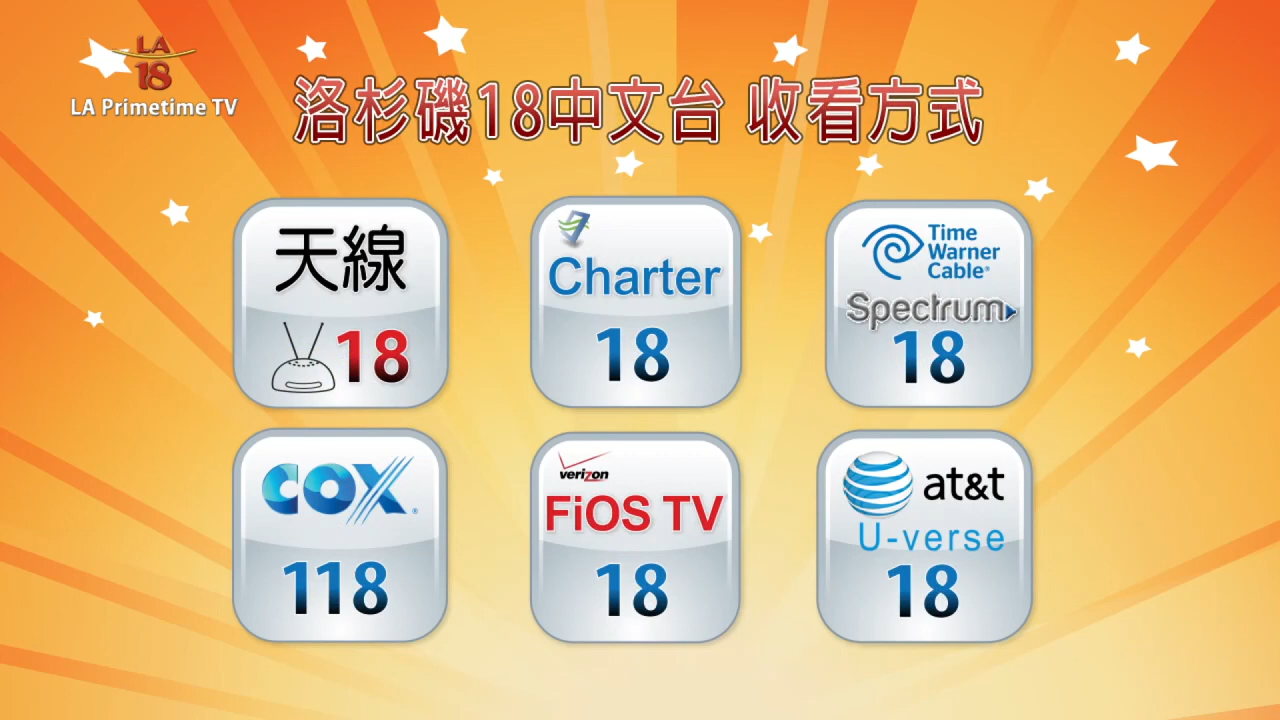 LA
18
LA Primetime TV
洛杉磯18中文台 收看方式
天線
18
Charter
18
Time
Warner
Cable®
Spectrum
18
COX®
118
verizon
FiOS TV
18
at&t
U-verse
18